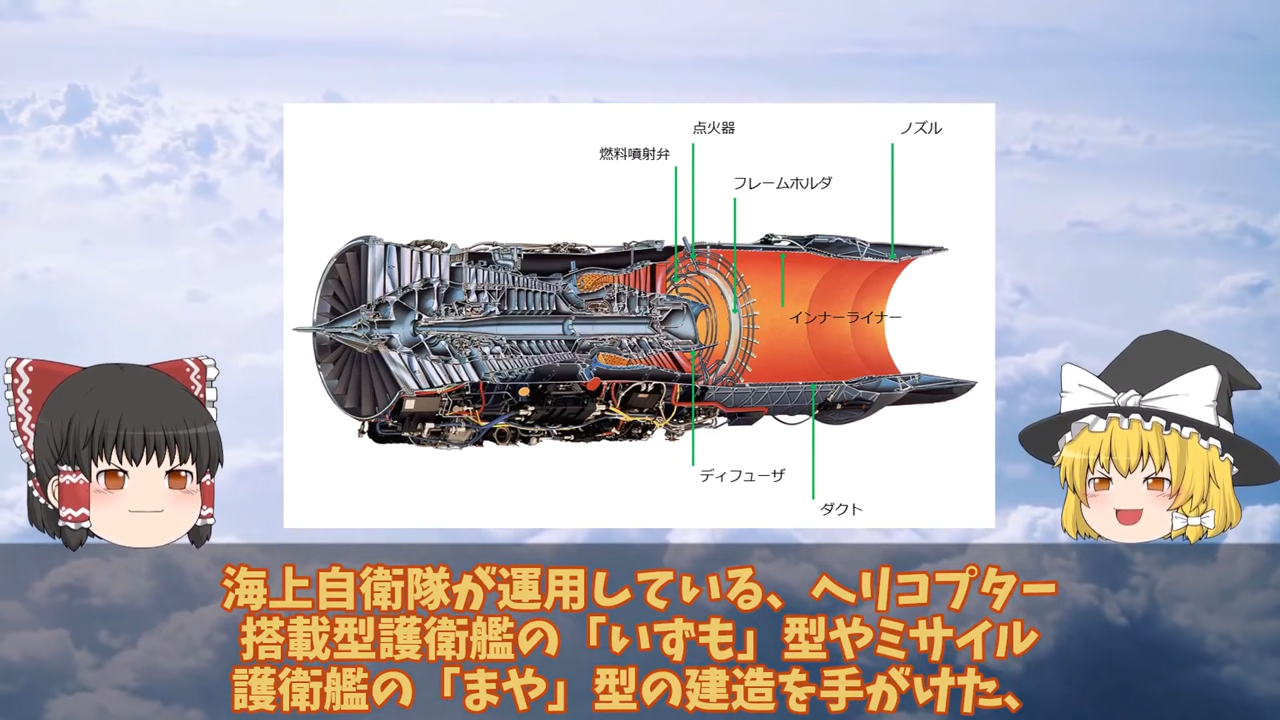 点火器
ノズル
燃料噴射弁
フレームホルダ
インナーライナー
ディフューザ
ダクト
海上自衛隊が運用している、ヘリコプター
搭載型護衛艦の「いずも」型やミサイル
護衛艦の「まや」型の建造を手がけた、